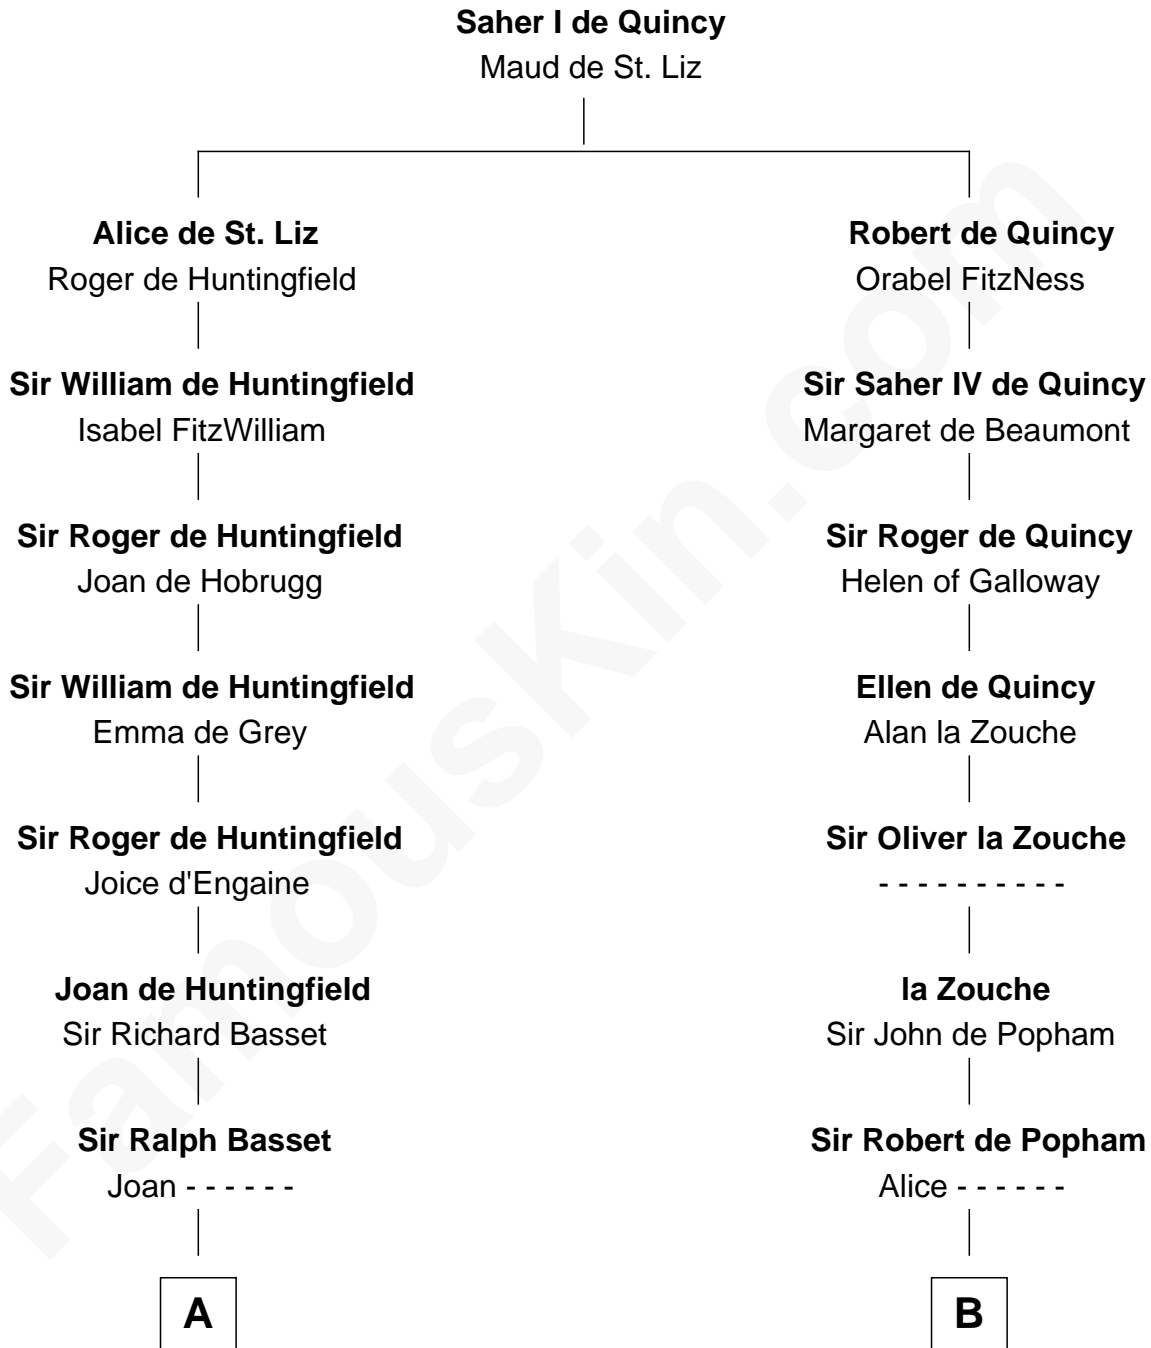 Saher I de Quincy
Maud de St. Liz
Alice de St. Liz
Roger de Huntingfield
Sir William de Huntingfield
Isabel FitzWilliam
Sir Roger de Huntingfield
Joan de Hobrugg
Sir William de Huntingfield
Emma de Grey
Sir Roger de Huntingfield
Joice d'Engaine
Joan de Huntingfield
Sir Richard Basset
Sir Ralph Basset
Joan - - - - - -
A
Robert de Quincy
Orabel FitzNess
Sir Saher IV de Quincy
Margaret de Beaumont
Sir Roger de Quincy
Helen of Galloway
Ellen de Quincy
Alan la Zouche
Sir Oliver la Zouche
- - - - - - - - - -
la Zouche
Sir John de Popham
Sir Robert de Popham
Alice - - - - - -
B
FamousKin.com